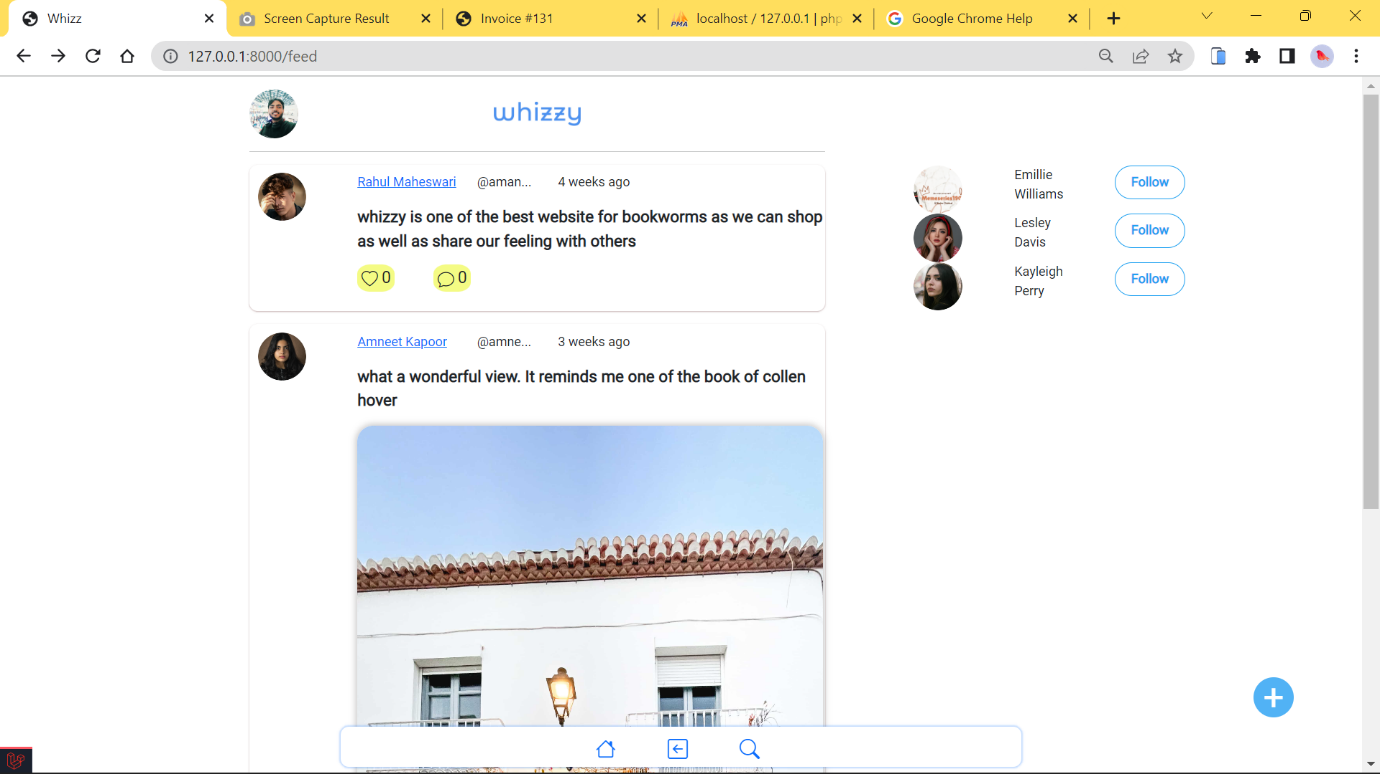 Whizz
Screen Capture Result
Invoice #131
localhost / 127.0.0.1 | php
Google Chrome Help
127.0.0.1:8000/feed
whizzy
Rahul Maheswari @aman... 4 weeks ago
whizzy is one of the best website for bookworms as we can shop
as well as share our feeling with others
0 0
Emillie
Williams
Follow
Lesley
Davis
Follow
Kayleigh
Perry
Follow
Amneet Kapoor @amne... 3 weeks ago
what a wonderful view. It reminds me one of the book of collen
hover